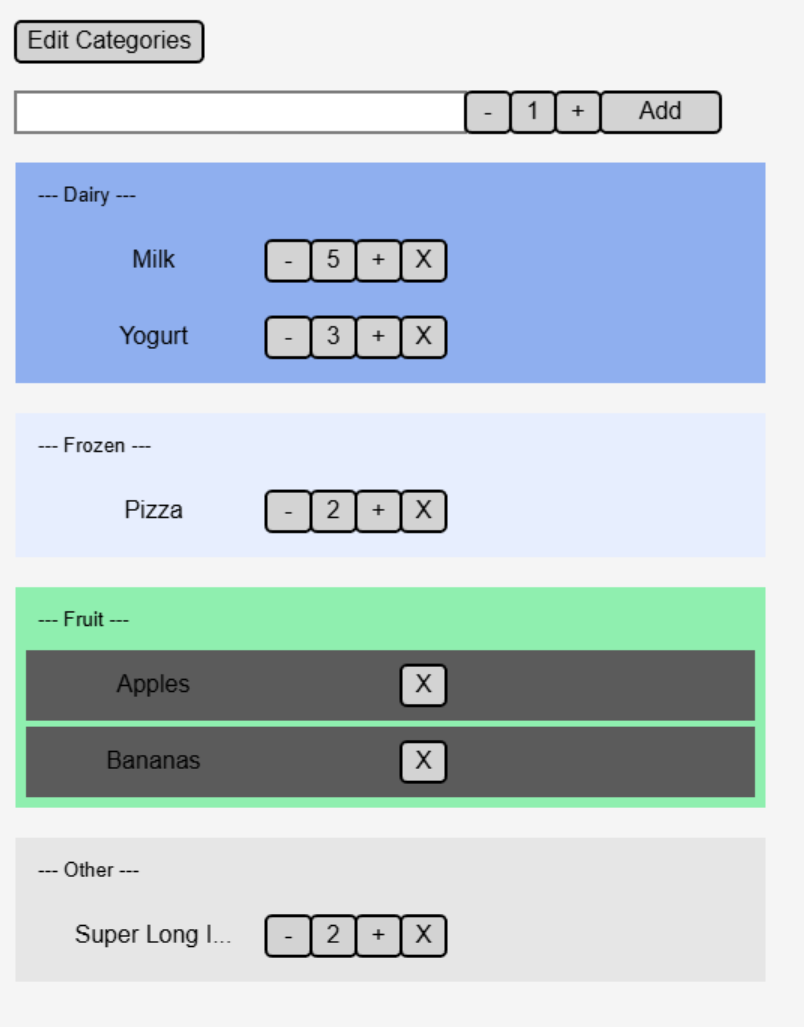 Edit Categories
- 1 + Add
--- Dairy ---
Milk - 5 + X
Yogurt - 3 + X
--- Frozen ---
Pizza - 2 + X
--- Fruit ---
Apples X
Bananas X
--- Other ---
Super Long I... - 2 + X